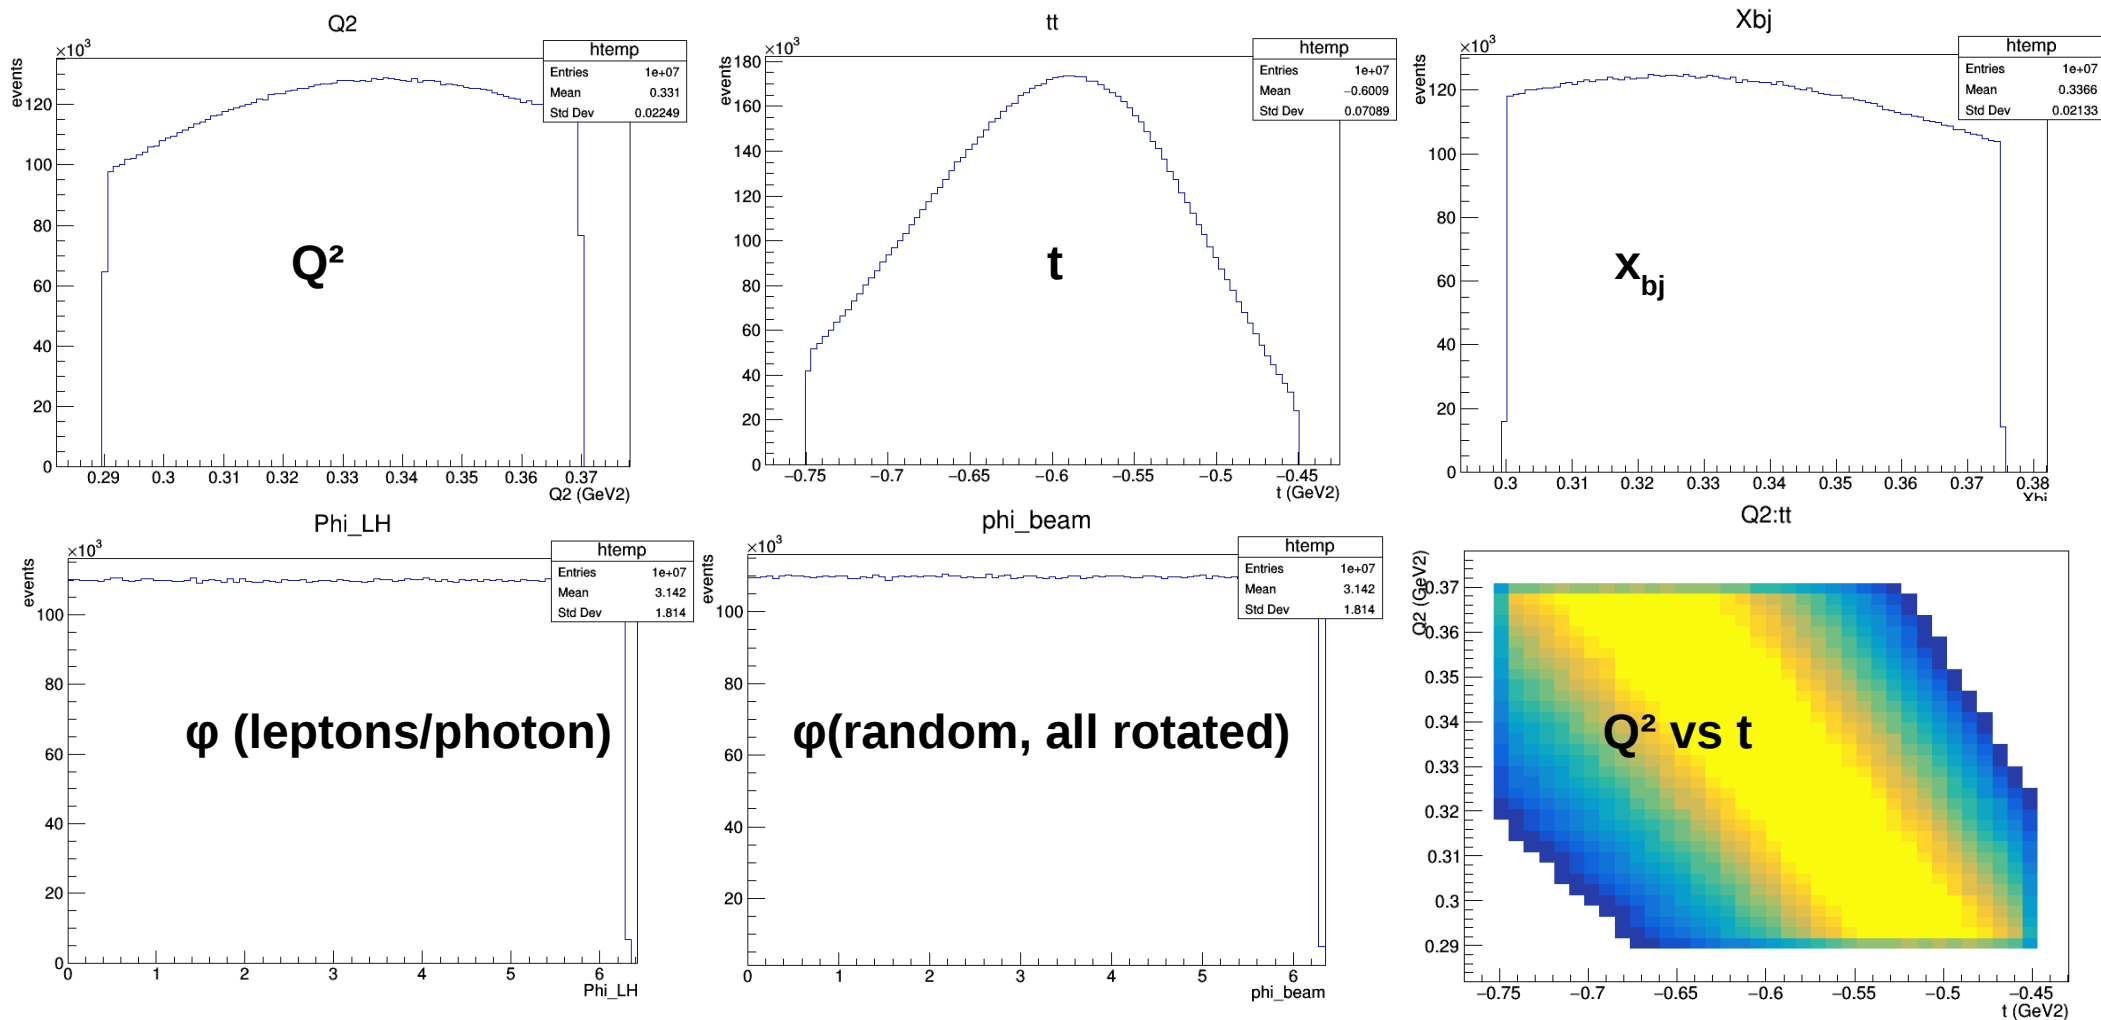 Q2
×10³
events
htemp
Entries 1e+07
Mean 0.331
Std Dev 0.02249
120
100
80
60
40
20
0
Q²
0.29 0.3 0.31 0.32 0.33 0.34 0.35 0.36 0.37
Q2 (GeV2)
tt
×10³
events
htemp
Entries 1e+07
Mean −0.6009
Std Dev 0.07089
180
160
140
120
100
80
60
40
20
0
t
−0.75 −0.7 −0.65 −0.6 −0.55 −0.5 −0.45
t (GeV2)
Xbj
×10³
events
htemp
Entries 1e+07
Mean 0.3366
Std Dev 0.02133
120
100
80
60
40
20
0
x_bj
0.3 0.31 0.32 0.33 0.34 0.35 0.36 0.37 0.38
Xbj
Phi_LH
×10³
events
htemp
Entries 1e+07
Mean 3.142
Std Dev 1.814
100
80
60
40
20
0
φ (leptons/photon)
0 1 2 3 4 5 6
Phi_LH
phi_beam
×10³
events
htemp
Entries 1e+07
Mean 3.142
Std Dev 1.814
100
80
60
40
20
φ(random, all rotated)
0 1 2 3 4 5 6
phi_beam
Q2:tt
Q2 (GeV2)
0.37
0.36
0.35
0.34
0.33
0.32
0.31
0.3
0.29
Q² vs t
−0.75 −0.7 −0.65 −0.6 −0.55 −0.5 −0.45
t (GeV2)